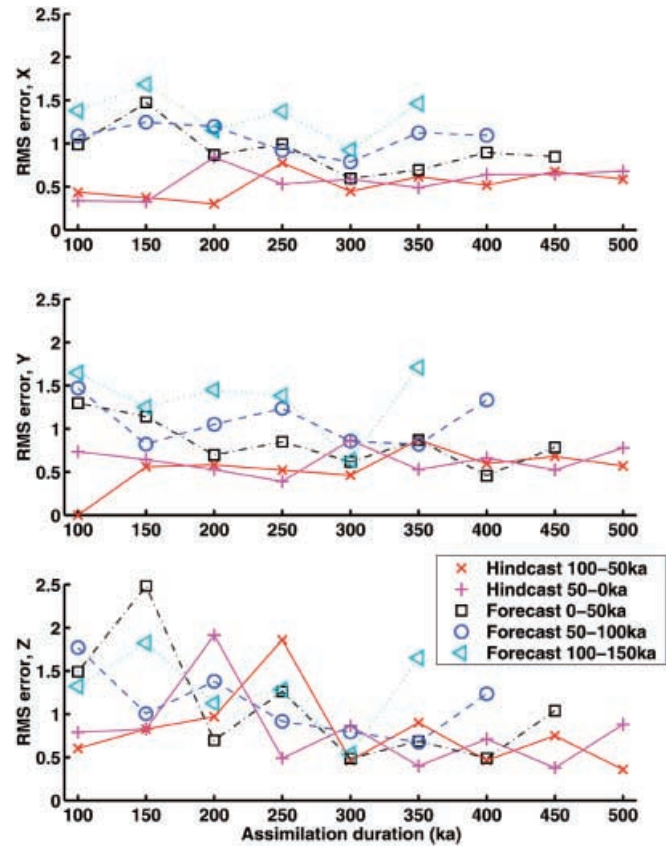 2.5
2
1.5
1
0.5
0
RMS error, X
100 150 200 250 300 350 400 450 500
2.5
2
1.5
1
0.5
0
RMS error, Y
100 150 200 250 300 350 400 450 500
2.5
2
1.5
1
0.5
0
RMS error, Z
Hindcast 100-50ka
Hindcast 50-0ka
Forecast 0-50ka
Forecast 50-100ka
Forecast 100-150ka
100 150 200 250 300 350 400 450 500
Assimilation duration (ka)